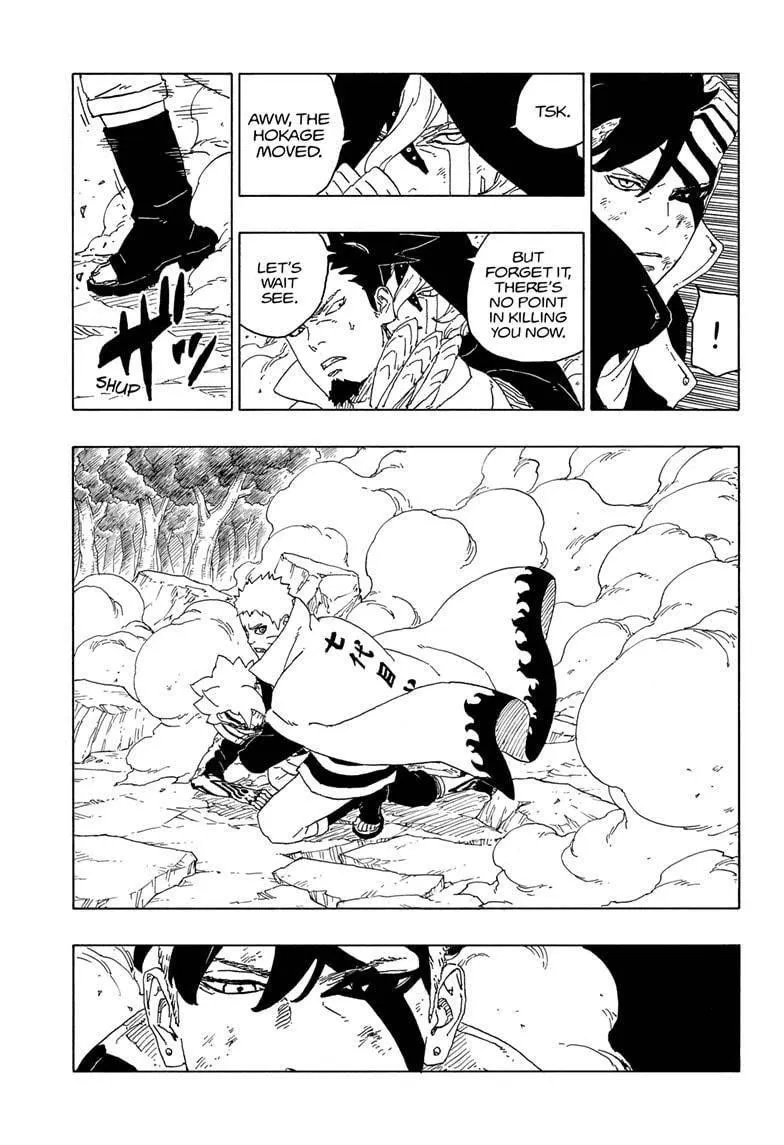 !
TSK.
AWW, THE
HOKAGE
MOVED.
BUT
FORGET IT,
THERE'S
NO POINT
IN KILLING
YOU NOW.
LET'S
WAIT
SEE.
ザッ
SHUP
七代目